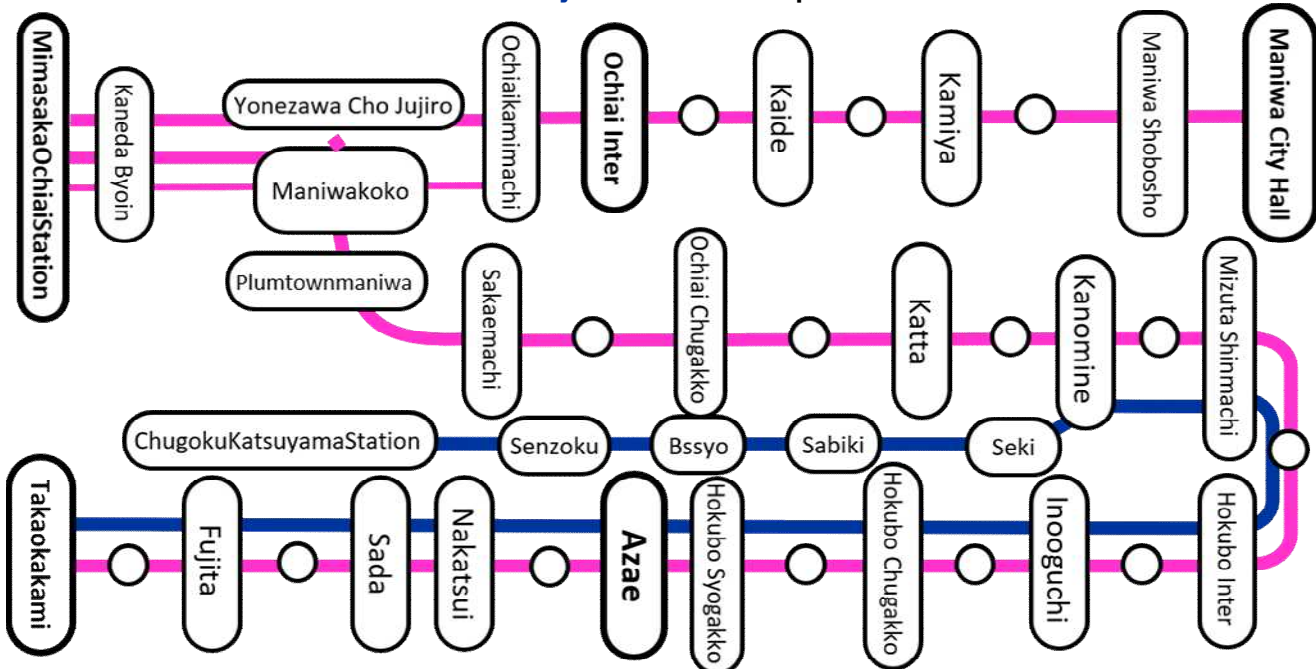 MimasakaOchiaiStation
Kaneda Byoin
Yonezawa Cho Jujiro
Maniwakoko
Plumtownmaniwa
Ochiaikamimachi
Ochiai Inter
Kaide
Kamiya
Maniwa Shobosho
Maniwa City Hall
Sakaemachi
Ochiai Chugakko
Katta
Kanomine
Mizuta Shinmachi
ChugokuKatsuyamaStation
Senzoku
Bssyo
Sabiki
Seki
Takaokakami
Fujita
Sada
Nakatsui
Azae
Hokubo Syogakko
Hokubo Chugakko
Inooguchi
Hokubo Inter